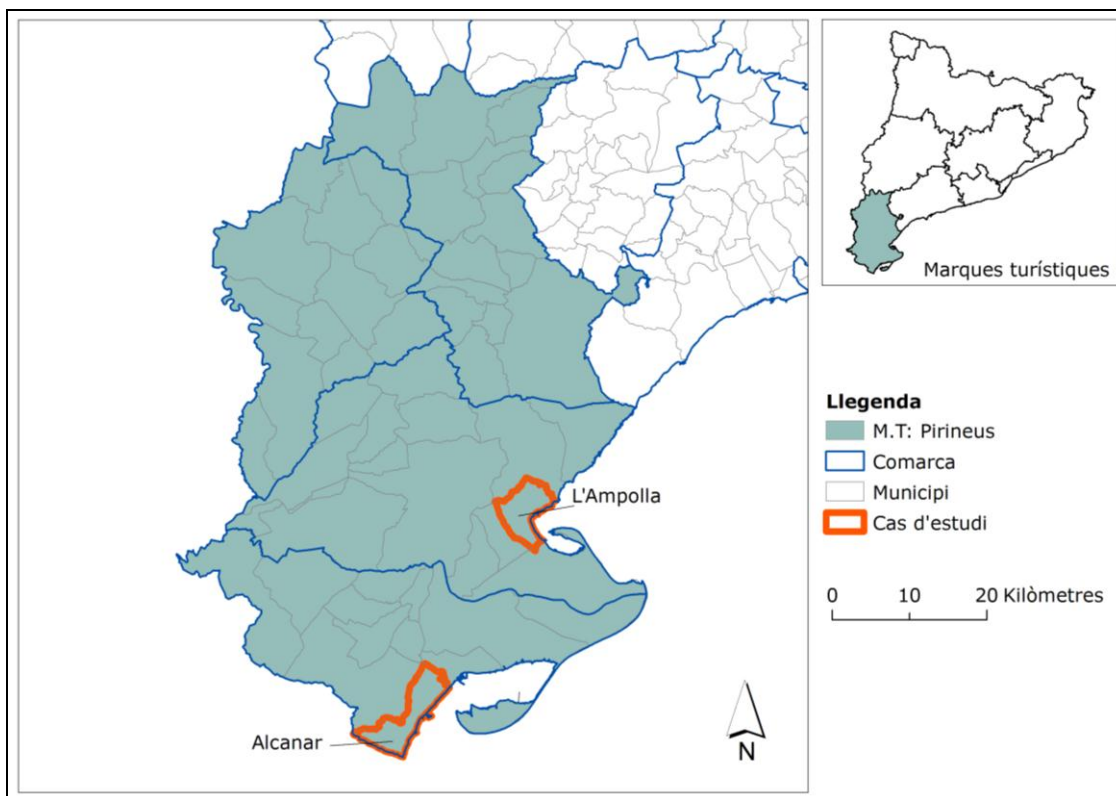 L'Ampolla
Alcanar
N
Marques turístiques
Llegenda
M.T: Pirineus
Comarca
Municipi
Cas d'estudi
0 10 20 Kilòmetres